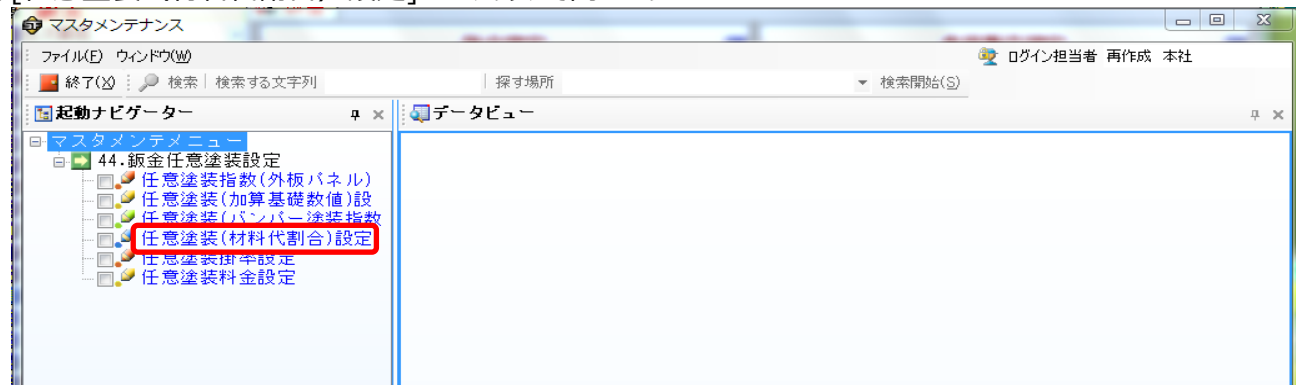 マスタメンテナンス
ファイル(F) ウィンドウ(W)
ログイン担当者 再作成 本社
終了(X) 検索 検索する文字列 探す場所 検索開始(S)
起動ナビゲーター
データビュー
マスタメンテメニュー
44.鈑金任意塗装設定
任意塗装指数(外板パネル)
任意塗装(加算基礎数値)設
任意塗装(バンパー塗装指数
任意塗装(材料代割合)設定
任意塗装掛率設定
任意塗装料金設定